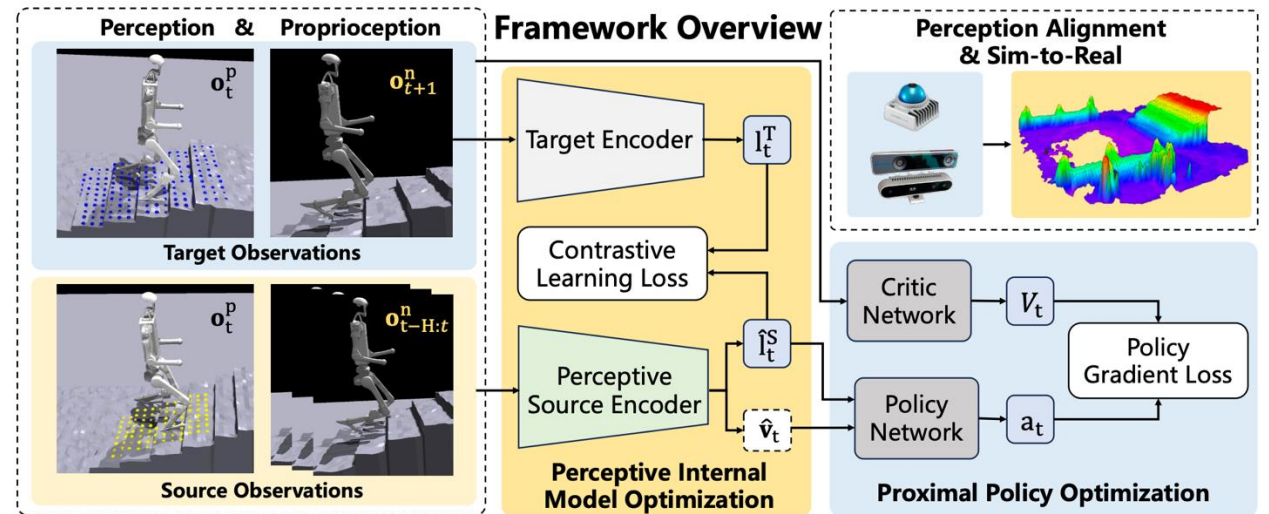 Framework Overview
Perception & Proprioception
o_t^p
o_{t+1}^n
Target Observations
o_t^p
o_{t-H:t}^n
Source Observations
Target Encoder
l_t^T
Contrastive
Learning Loss
Perceptive
Source Encoder
l̂_t^S
v̂_t
Perceptive Internal
Model Optimization
Perception Alignment
& Sim-to-Real
Critic
Network
V_t
Policy
Network
a_t
Policy
Gradient Loss
Proximal Policy Optimization